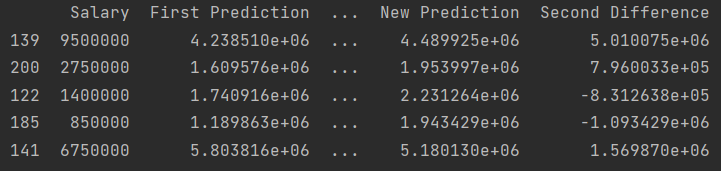 Salary First Prediction ... New Prediction Second Difference
139 9500000 4.238510e+06 ... 4.489925e+06 5.010075e+06
200 2750000 1.609576e+06 ... 1.953997e+06 7.960033e+05
122 1400000 1.740916e+06 ... 2.231264e+06 -8.312638e+05
185 850000 1.189863e+06 ... 1.943429e+06 -1.093429e+06
141 6750000 5.803816e+06 ... 5.180130e+06 1.569870e+06